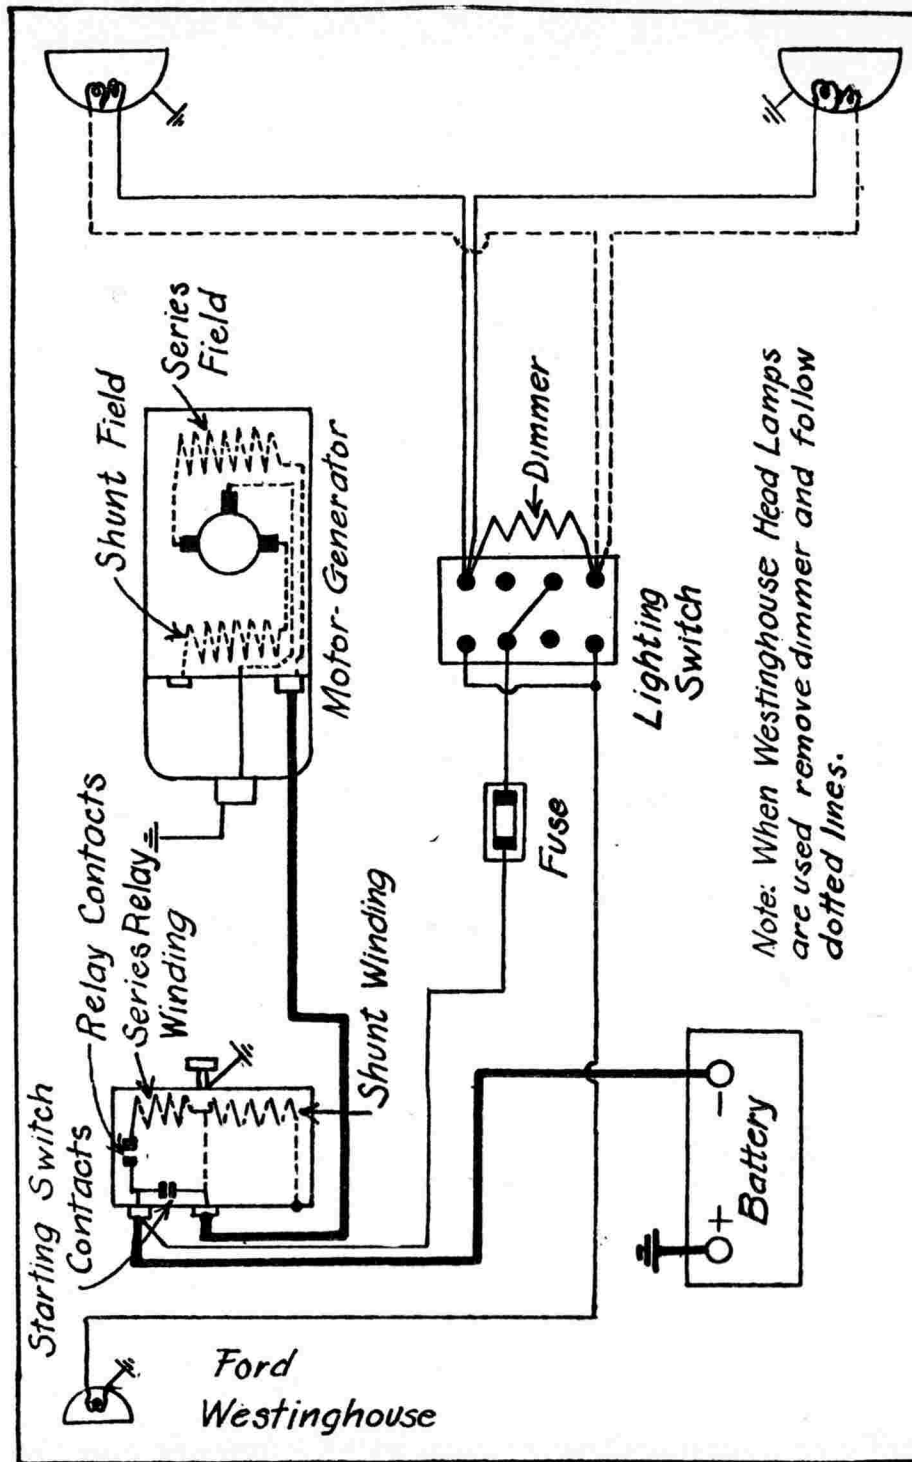 Series
Field
Shunt Field
Motor-Generator
Dimmer
Lighting
Switch
Fuse
Note: When Westinghouse Head Lamps
are used remove dimmer and follow
dotted lines.
Relay Contacts
Series Relay
Winding
Shunt Winding
Starting Switch
Contacts
Battery
- +
Ford
Westinghouse